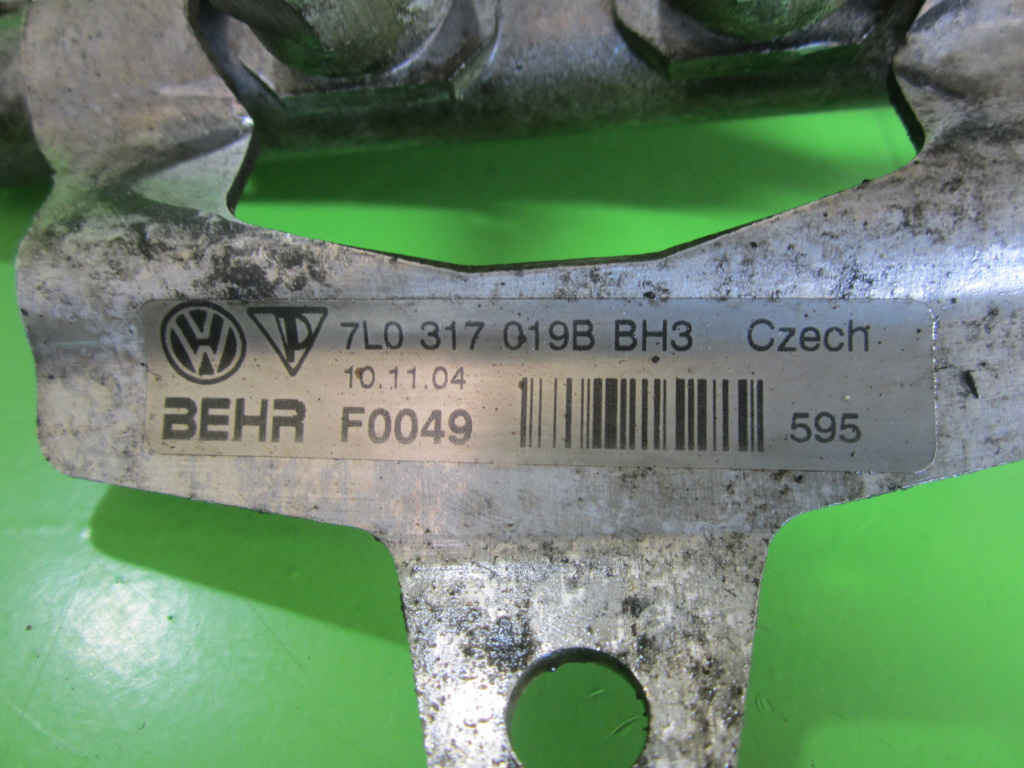 7L0 317 019B BH3 Czech
10.11.04
BEHR F0049 595